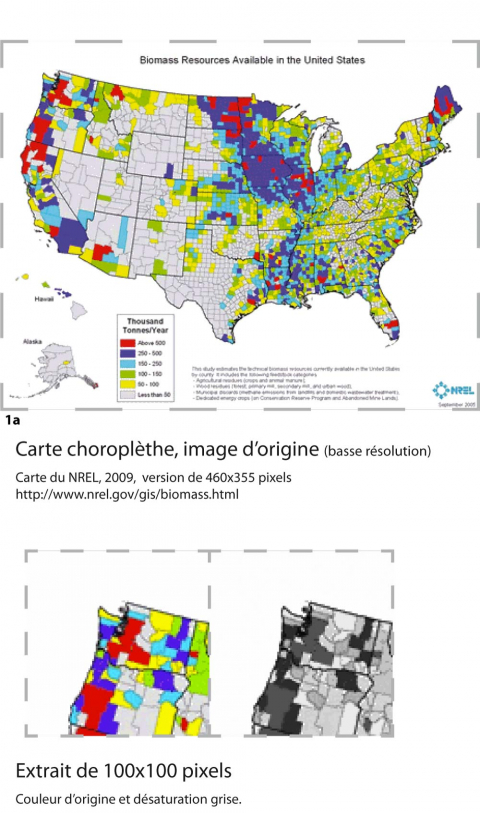 Biomass Resources Available in the United States
Hawaii
Alaska
Thousand
Tonnes/Year
Above 500
250 - 500
150 - 250
100 - 150
50 - 100
Less than 50
This study estimates the technical biomass resources currently available in the United States
by county. It includes the following feedstock categories:
- Agricultural residues (crops and animal manure),
- Wood residues (forest, primary mill, secondary mill, and urban wood),
- Municipal discards (methane emissions from landfills and domestic wastewater treatment),
- Dedicated energy crops (on Conservation Reserve Program and Abandoned Mine Lands).
NREL
September 2005
1a
Carte choroplèthe, image d'origine (basse résolution)
Carte du NREL, 2009, version de 460x355 pixels
http://www.nrel.gov/gis/biomass.html
Extrait de 100x100 pixels
Couleur d'origine et désaturation grise.